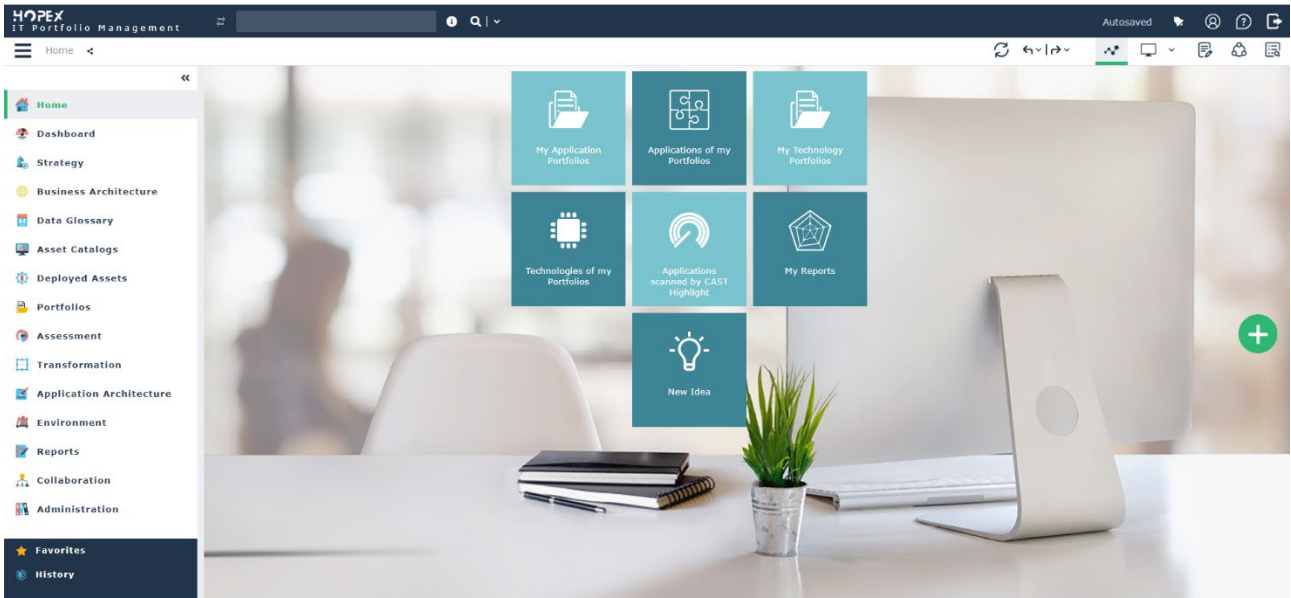 HOPEX
IT Portfolio Management
Autosaved
Home
Home
Dashboard
Strategy
Business Architecture
Data Glossary
Asset Catalogs
Deployed Assets
Portfolios
Assessment
Transformation
Application Architecture
Environment
Reports
Collaboration
Administration
Favorites
History
My Application
Portfolios
Applications of my
Portfolios
My Technology
Portfolios
Technologies of my
Portfolios
Applications
scanned by CAST
Highlight
My Reports
New Idea